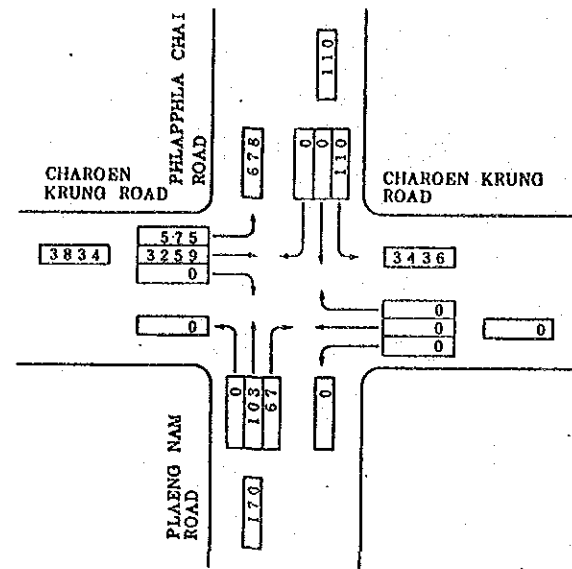 PHLAPPHLA CHAI
ROAD
110
678
0
0
110
CHAROEN
KRUNG ROAD
CHAROEN KRUNG
ROAD
3834
575
3259
0
3436
0
0
0
0
0
0
103
67
0
PLAENG NAM
ROAD
170